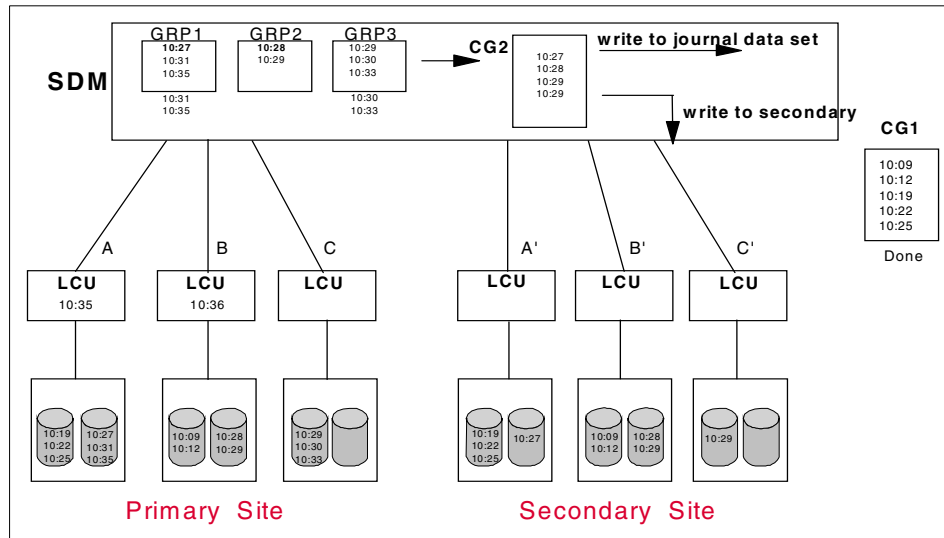 GRP1
GRP2
GRP3
10:27
10:31
10:35
10:28
10:29
10:29
10:30
10:33
CG2
10:27
10:28
10:29
10:29
write to journal data set
SDM
10:31
10:35
10:30
10:33
write to secondary
CG1
10:09
10:12
10:19
10:22
10:25
Done
A
B
C
A'
B'
C'
LCU
10:35
LCU
10:36
LCU
LCU
LCU
LCU
10:19
10:22
10:25
10:27
10:31
10:35
10:09
10:12
10:28
10:29
10:29
10:30
10:33
10:19
10:22
10:25
10:27
10:09
10:12
10:28
10:29
10:29
Primary Site
Secondary Site